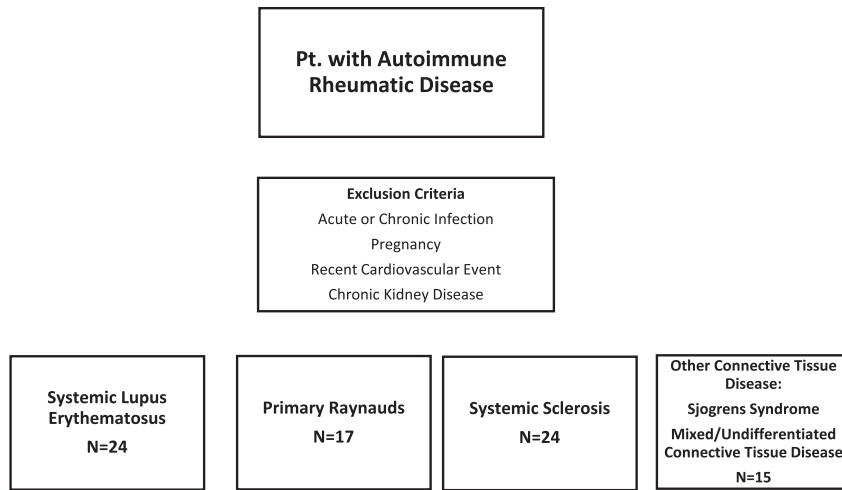 Pt. with Autoimmune
Rheumatic Disease
Exclusion Criteria
Acute or Chronic Infection
Pregnancy
Recent Cardiovascular Event
Chronic Kidney Disease
Systemic Lupus
Erythematosus
N=24
Primary Raynauds
N=17
Systemic Sclerosis
N=24
Other Connective Tissue
Disease:
Sjogrens Syndrome
Mixed/Undifferentiated
Connective Tissue Disease
N=15